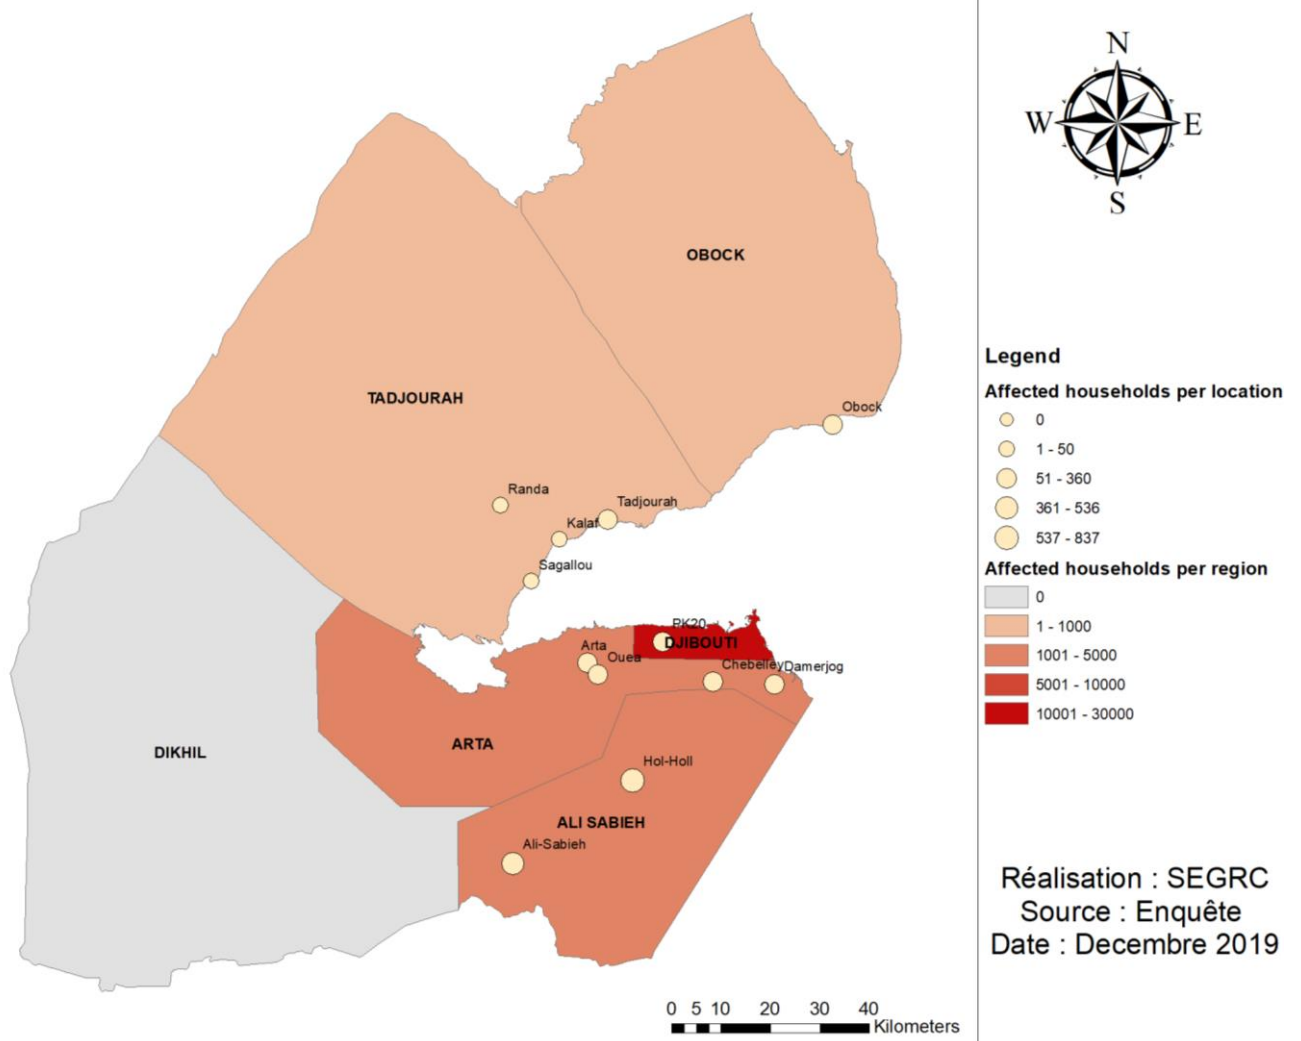 N
W E
S
OBOCK
Obock
TADJOURAH
Randa
Tadjourah
Kalaf
Sagallou
PK20
DJIBOUTI
Arta
Ouea
Chebelley
Damerjog
ARTA
DIKHIL
Hol-Holl
ALI SABIEH
Ali-Sabieh
Legend
Affected households per location
0
1 - 50
51 - 360
361 - 536
537 - 837
Affected households per region
0
1 - 1000
1001 - 5000
5001 - 10000
10001 - 30000
Réalisation : SEGRC
Source : Enquête
Date : Decembre 2019
0 5 10 20 30 40
Kilometers